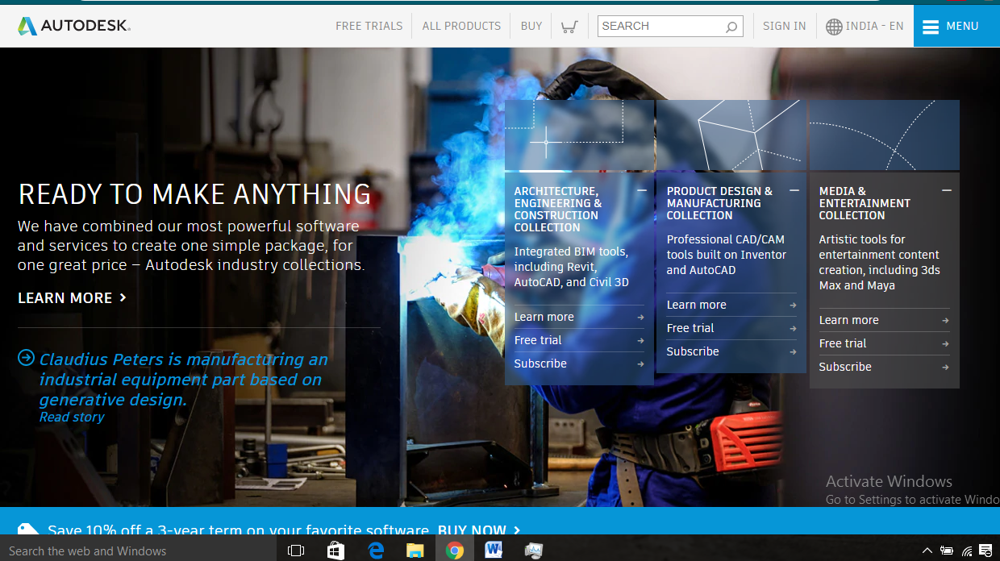 AUTODESK.
FREE TRIALS
ALL PRODUCTS
BUY
SEARCH
SIGN IN
INDIA - EN
MENU
READY TO MAKE ANYTHING
We have combined our most powerful software
and services to create one simple package, for
one great price – Autodesk industry collections.
LEARN MORE
Claudius Peters is manufacturing an
industrial equipment part based on
generative design.
Read story
ARCHITECTURE,
ENGINEERING &
CONSTRUCTION
COLLECTION
Integrated BIM tools,
including Revit,
AutoCAD, and Civil 3D
Learn more
Free trial
Subscribe
PRODUCT DESIGN &
MANUFACTURING
COLLECTION
Professional CAD/CAM
tools built on Inventor
and AutoCAD
Learn more
Free trial
Subscribe
MEDIA &
ENTERTAINMENT
COLLECTION
Artistic tools for
entertainment content
creation, including 3ds
Max and Maya
Learn more
Free trial
Subscribe
Activate Windows
Go to Settings to activate Windo
Save 10% off a 3-year term on your favorite software. BUY NOW
Search the web and Windows